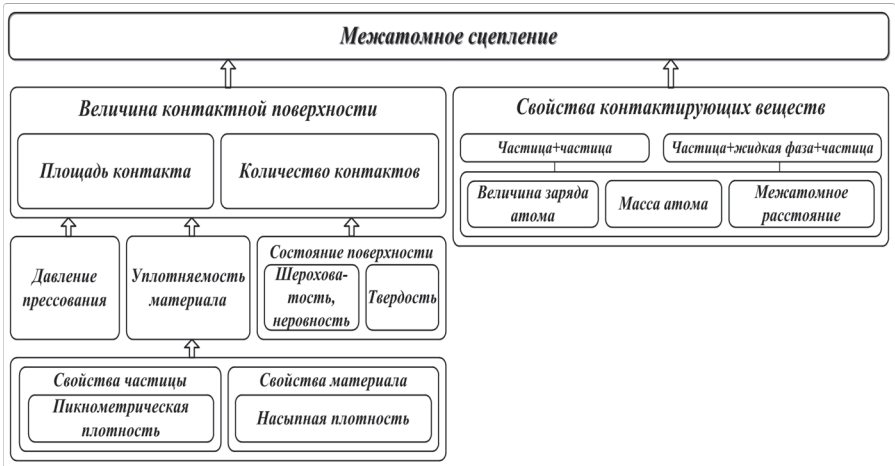 Межатомное сцепление
Величина контактной поверхности
Площадь контакта
Количество контактов
Свойства контактирующих веществ
Частица+частица
Частица+жидкая фаза+частица
Величина заряда
атома
Масса атома
Межатомное
расстояние
Давление
прессования
Уплотняемость
материала
Состояние поверхности
Шерохова-
тость,
неровность
Твердость
Свойства частицы
Пикнометрическая
плотность
Свойства материала
Насыпная плотность